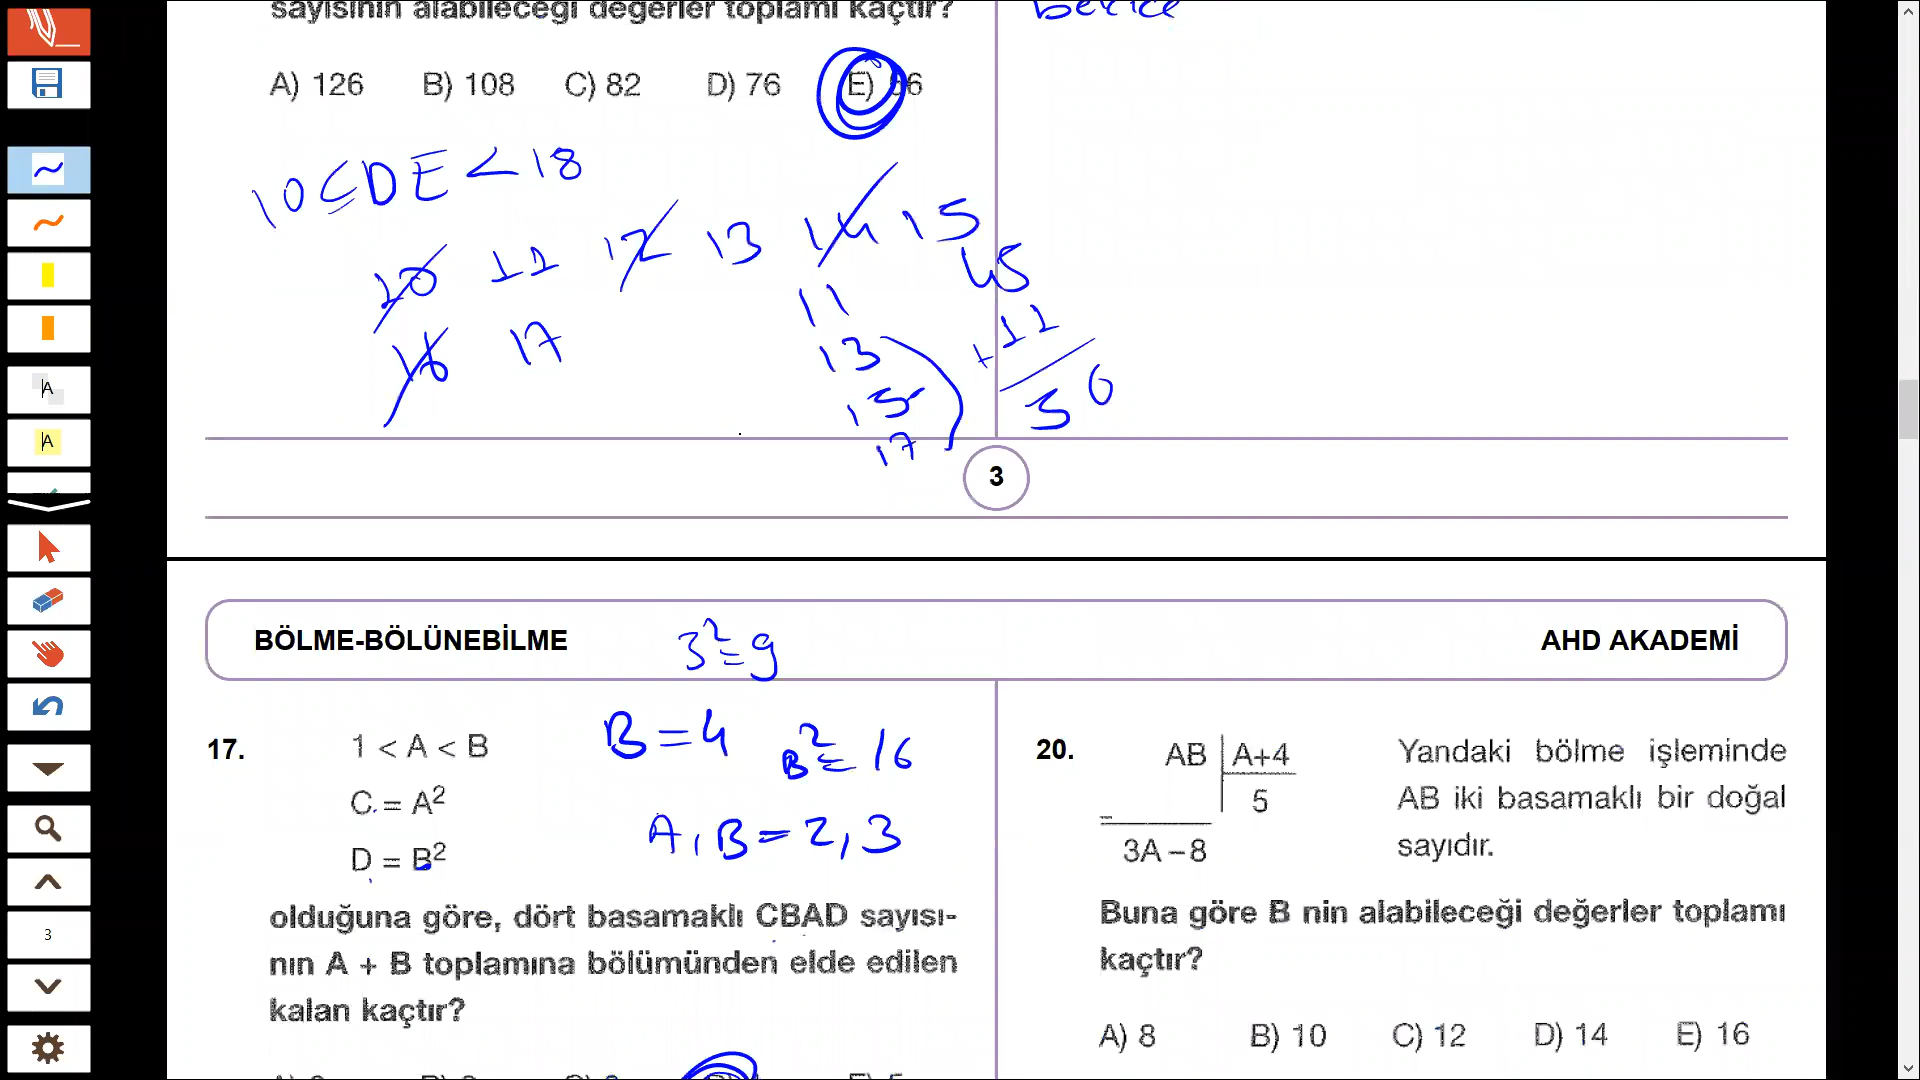 sayısının alabileceği değerler toplamı kaçtır?
A) 126 B) 108 C) 82 D) 76 E) 56
10 ≤ DE < 18
10 11 12 13 14 15
16 17
11
13
15
17
45
+11
56
3
BÖLME-BÖLÜNEBİLME
3² = 9
AHD AKADEMİ
17. 1 < A < B
C = A²
D = B²
B = 4 B² = 16
A, B = 2, 3
olduğuna göre, dört basamaklı CBAD sayısı-
nın A + B toplamına bölümünden elde edilen
kalan kaçtır?
20. AB A+4
5
3A – 8
Yandaki bölme işleminde
AB iki basamaklı bir doğal
sayıdır.
Buna göre B nin alabileceği değerler toplamı
kaçtır?
A) 8 B) 10 C) 12 D) 14 E) 16
A
A
3